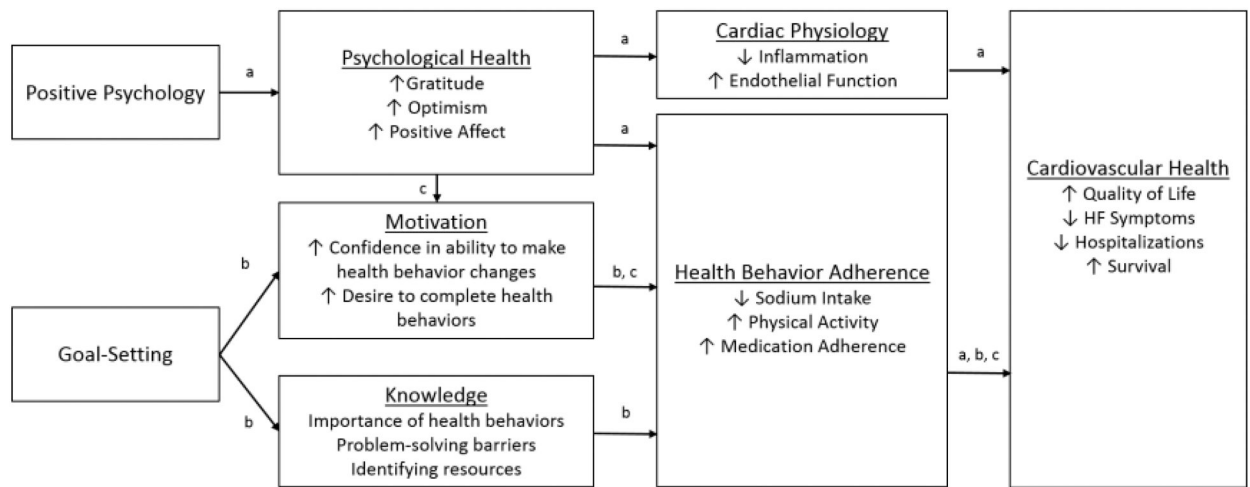 Positive Psychology
a
Psychological Health
↑Gratitude
↑ Optimism
↑ Positive Affect
a
a
c
Cardiac Physiology
↓ Inflammation
↑ Endothelial Function
a
Motivation
↑ Confidence in ability to make
health behavior changes
↑ Desire to complete health
behaviors
b
b, c
Goal-Setting
b
Knowledge
Importance of health behaviors
Problem-solving barriers
Identifying resources
b
Health Behavior Adherence
↓ Sodium Intake
↑ Physical Activity
↑ Medication Adherence
a, b, c
Cardiovascular Health
↑ Quality of Life
↓ HF Symptoms
↓ Hospitalizations
↑ Survival